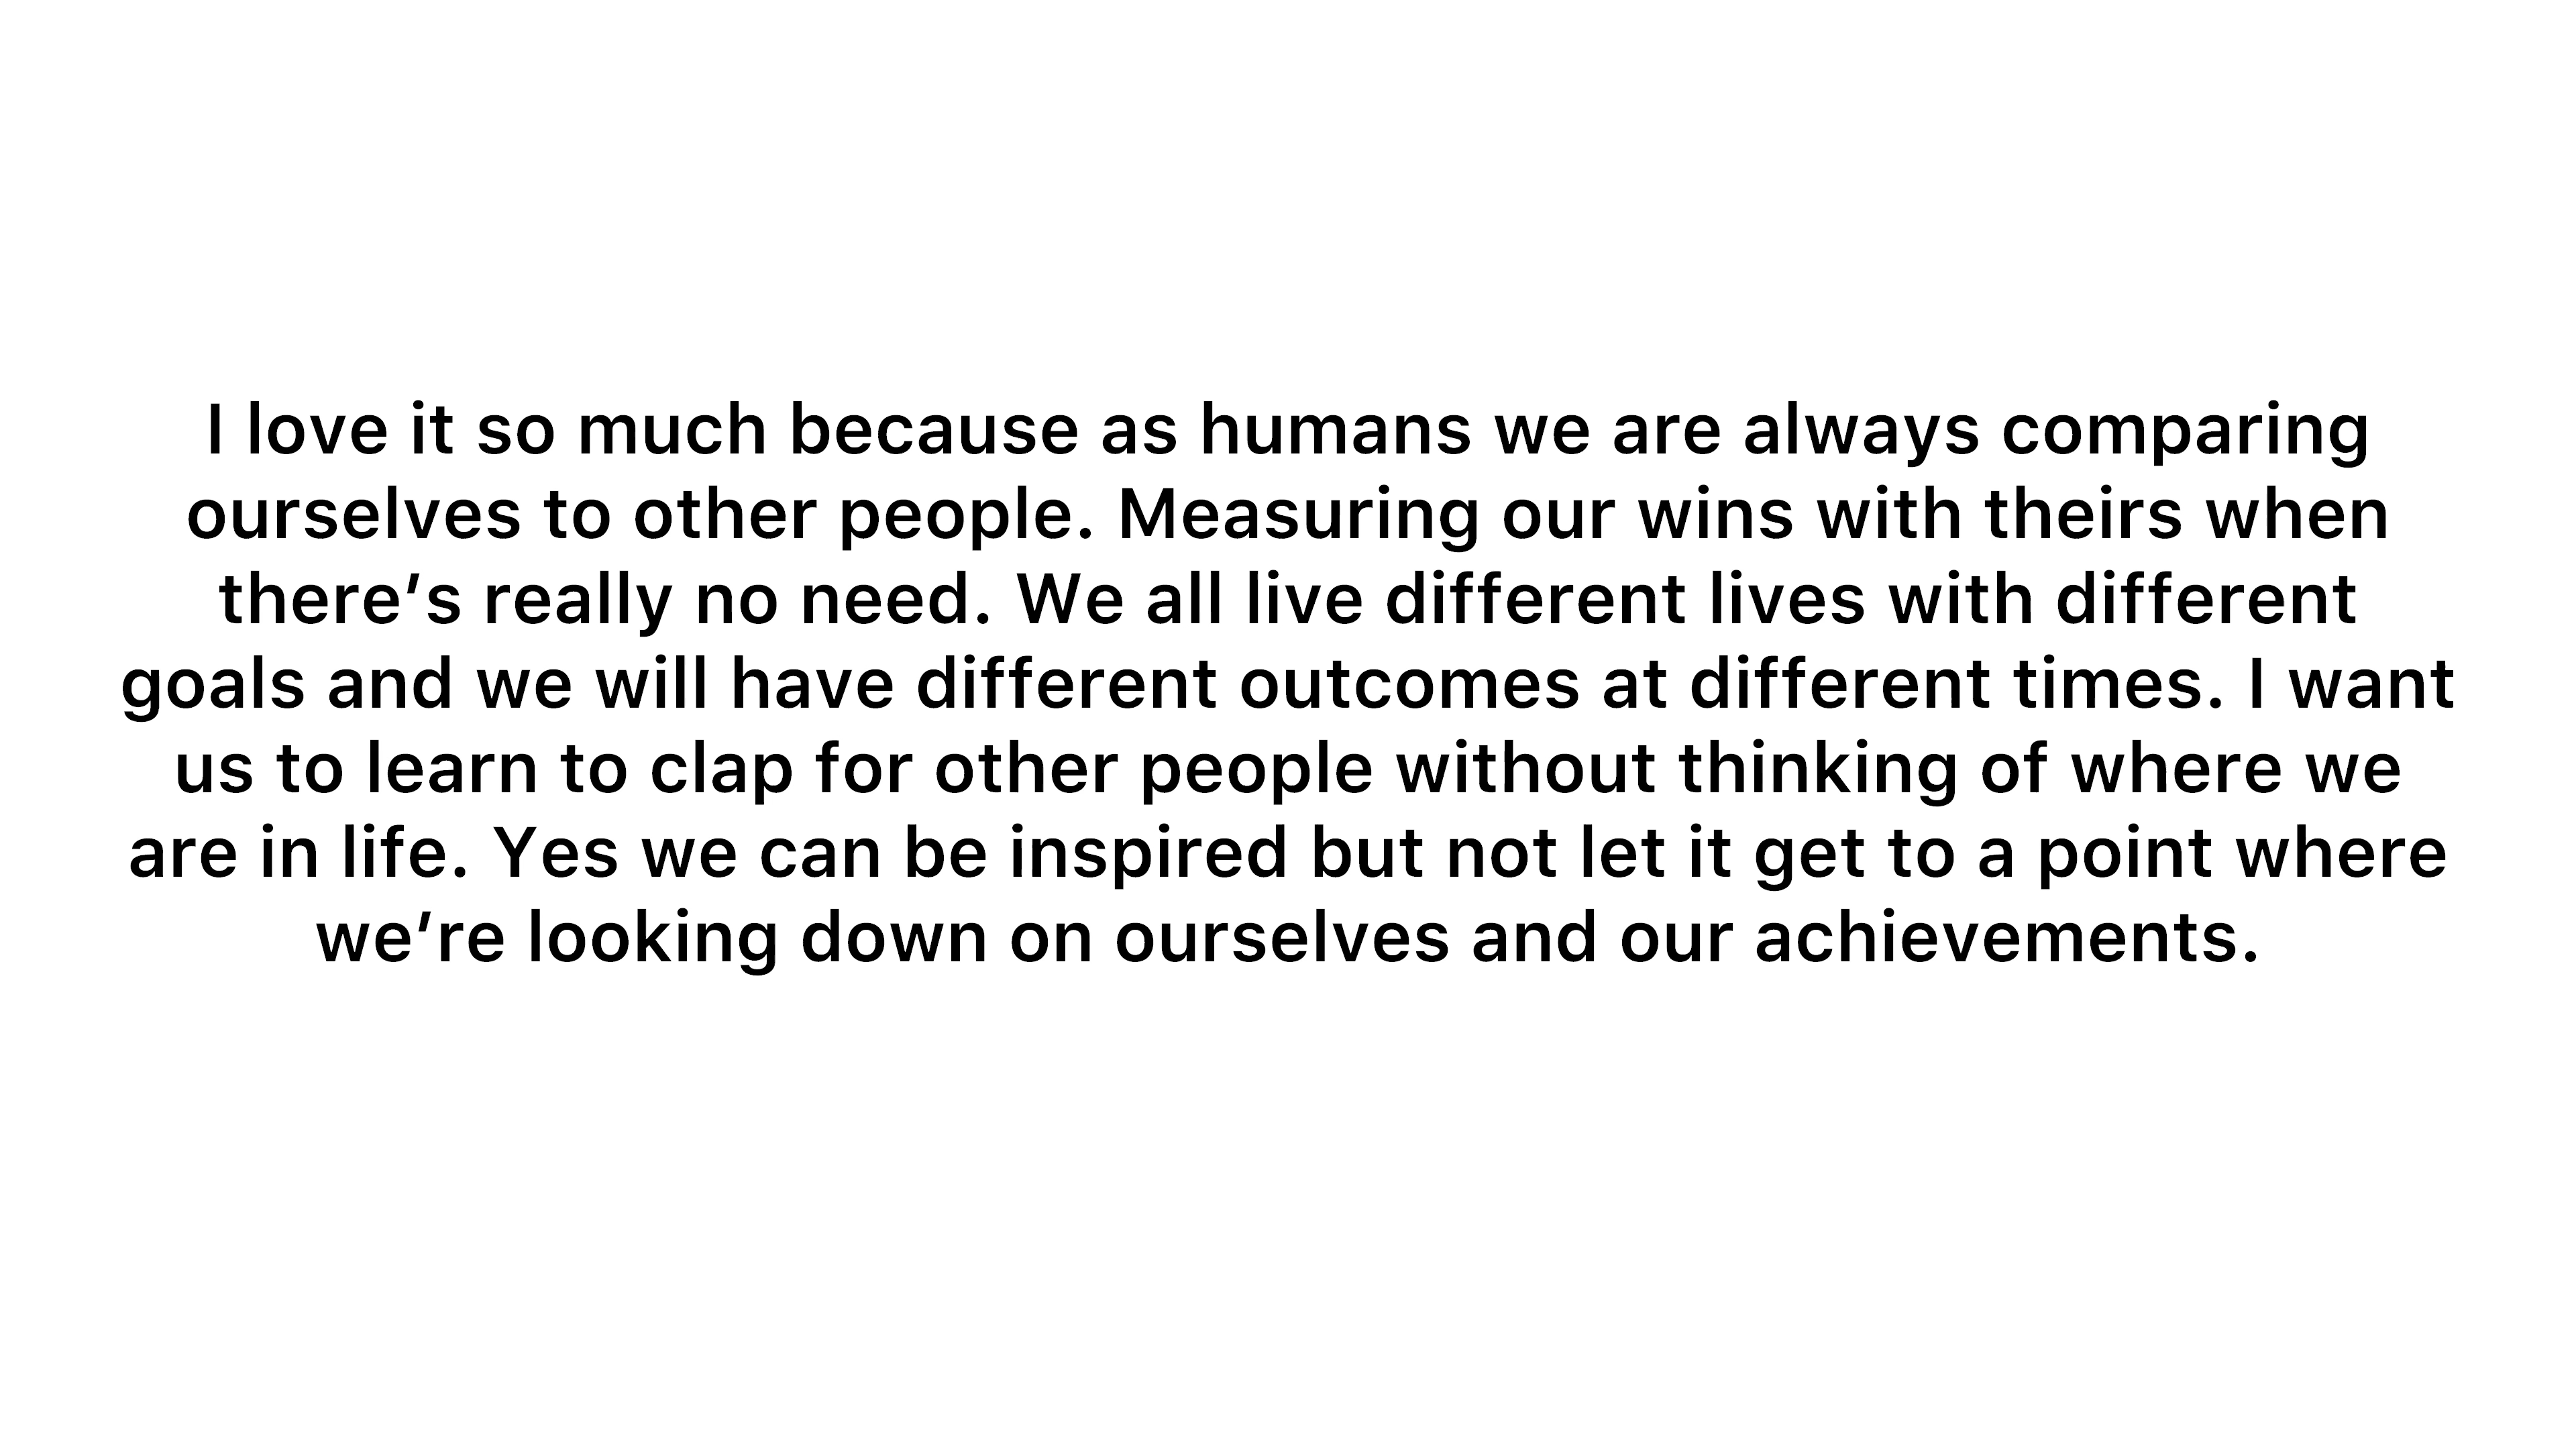 I love it so much because as humans we are always comparing
ourselves to other people. Measuring our wins with theirs when
there’s really no need. We all live different lives with different
goals and we will have different outcomes at different times. I want
us to learn to clap for other people without thinking of where we
are in life. Yes we can be inspired but not let it get to a point where
we’re looking down on ourselves and our achievements.